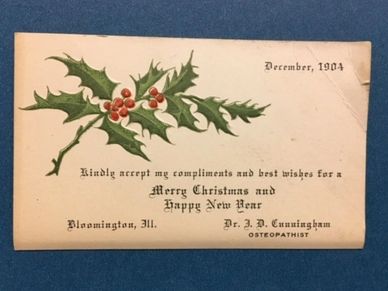 December, 1904
Kindly accept my compliments and best wishes for a
Merry Christmas and
Happy New Year
Bloomington, Ill. Dr. J. D. Cunningham
OSTEOPATHIST